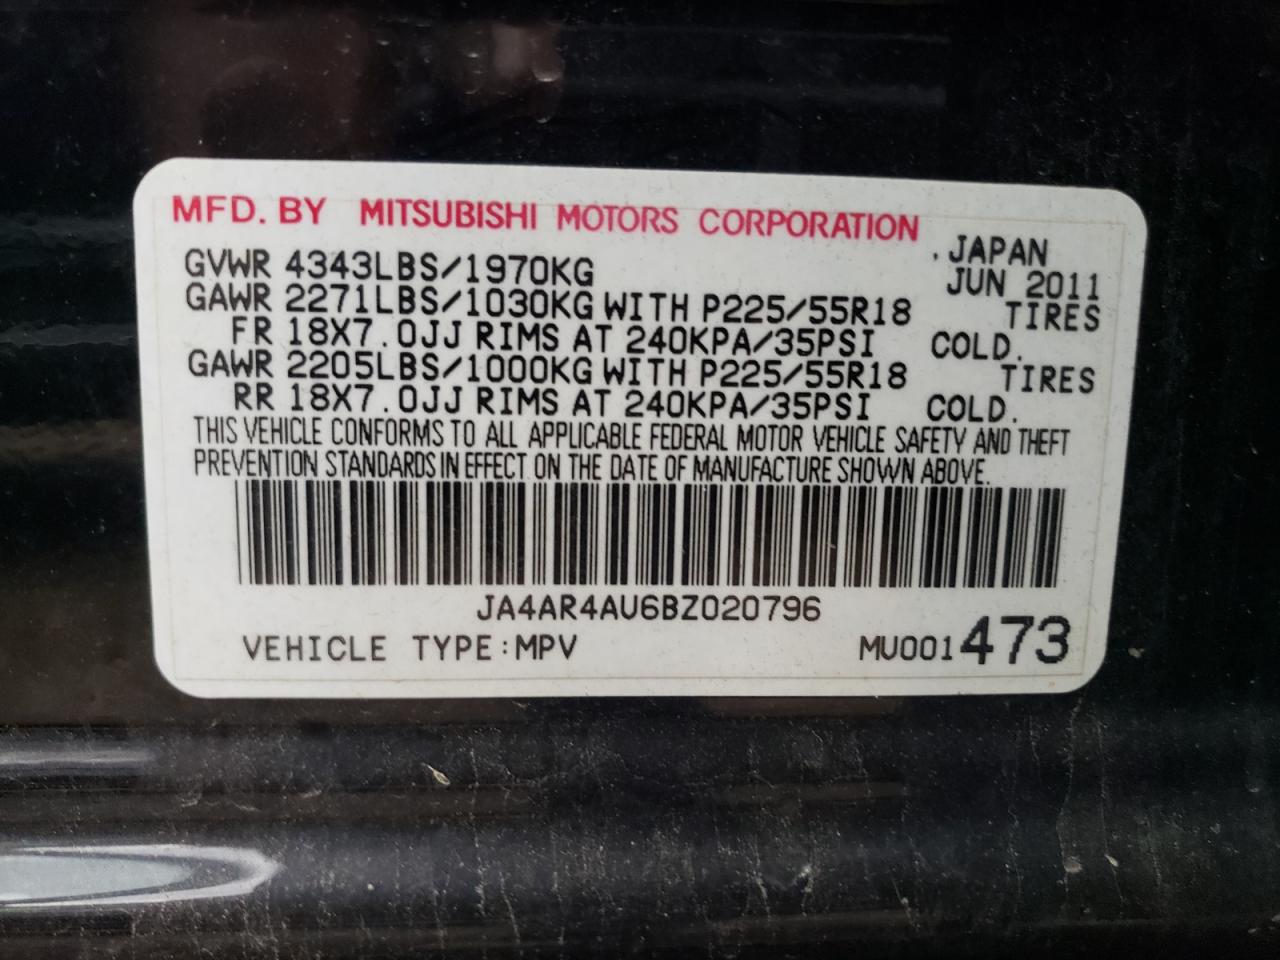 MFD. BY MITSUBISHI MOTORS CORPORATION
. JAPAN
GVWR 4343LBS/1970KG JUN 2011
GAWR 2271LBS/1030KG WITH P225/55R18 TIRES
FR 18X7.0JJ RIMS AT 240KPA/35PSI COLD.
GAWR 2205LBS/1000KG WITH P225/55R18 TIRES
RR 18X7.0JJ RIMS AT 240KPA/35PSI COLD.
THIS VEHICLE CONFORMS TO ALL APPLICABLE FEDERAL MOTOR VEHICLE SAFETY AND THEFT
PREVENTION STANDARDS IN EFFECT ON THE DATE OF MANUFACTURE SHOWN ABOVE.
JA4AR4AU6BZ020796
VEHICLE TYPE:MPV MU001473